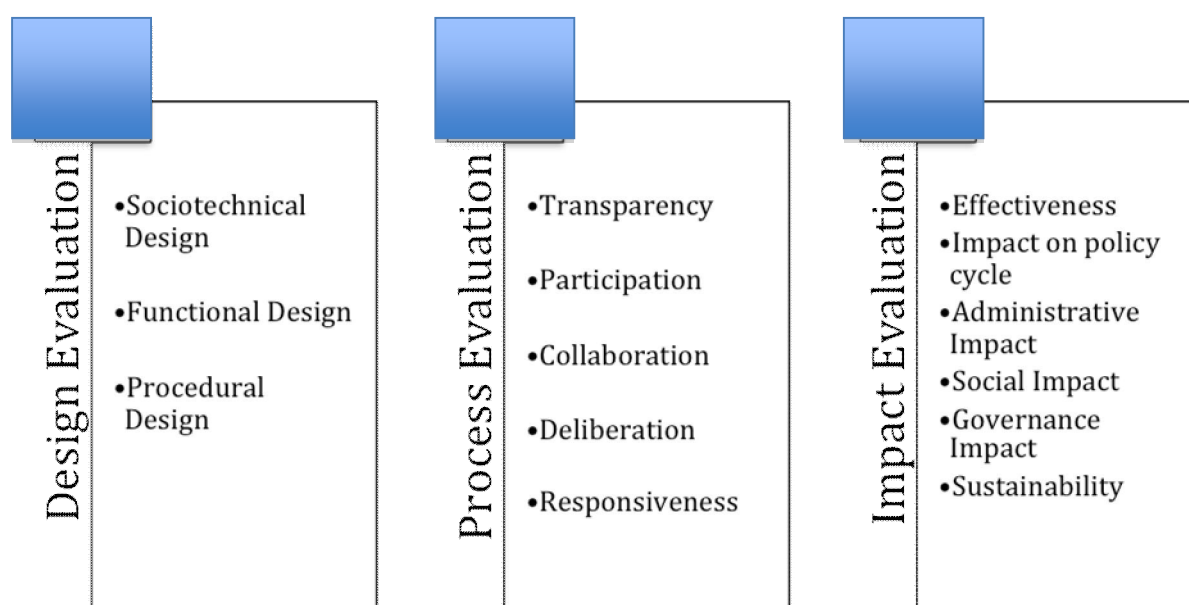 Design Evaluation
•Sociotechnical
Design
•Functional Design
•Procedural
Design
Process Evaluation
•Transparency
•Participation
•Collaboration
•Deliberation
•Responsiveness
Impact Evaluation
•Effectiveness
•Impact on policy
cycle
•Administrative
Impact
•Social Impact
•Governance
Impact
•Sustainability